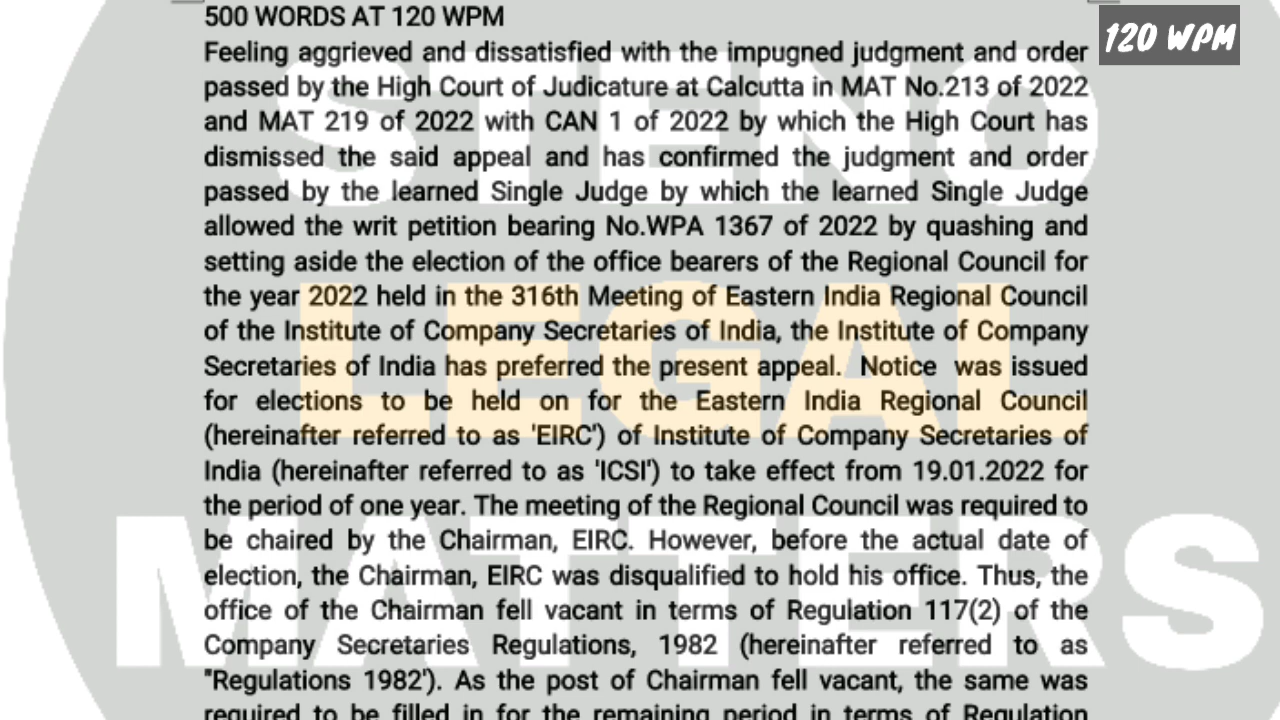 500 WORDS AT 120 WPM
120 WPM
Feeling aggrieved and dissatisfied with the impugned judgment and order
passed by the High Court of Judicature at Calcutta in MAT No.213 of 2022
and MAT 219 of 2022 with CAN 1 of 2022 by which the High Court has
dismissed the said appeal and has confirmed the judgment and order
passed by the learned Single Judge by which the learned Single Judge
allowed the writ petition bearing No.WPA 1367 of 2022 by quashing and
setting aside the election of the office bearers of the Regional Council for
the year 2022 held in the 316th Meeting of Eastern India Regional Council
of the Institute of Company Secretaries of India, the Institute of Company
Secretaries of India has preferred the present appeal. Notice was issued
for elections to be held on for the Eastern India Regional Council
(hereinafter referred to as 'EIRC') of Institute of Company Secretaries of
India (hereinafter referred to as 'ICSI') to take effect from 19.01.2022 for
the period of one year. The meeting of the Regional Council was required to
be chaired by the Chairman, EIRC. However, before the actual date of
election, the Chairman, EIRC was disqualified to hold his office. Thus, the
office of the Chairman fell vacant in terms of Regulation 117(2) of the
Company Secretaries Regulations, 1982 (hereinafter referred to as
"Regulations 1982'). As the post of Chairman fell vacant, the same was
required to be filled in for the remaining period in terms of Regulation
STENO
LEGAL
MATTERS